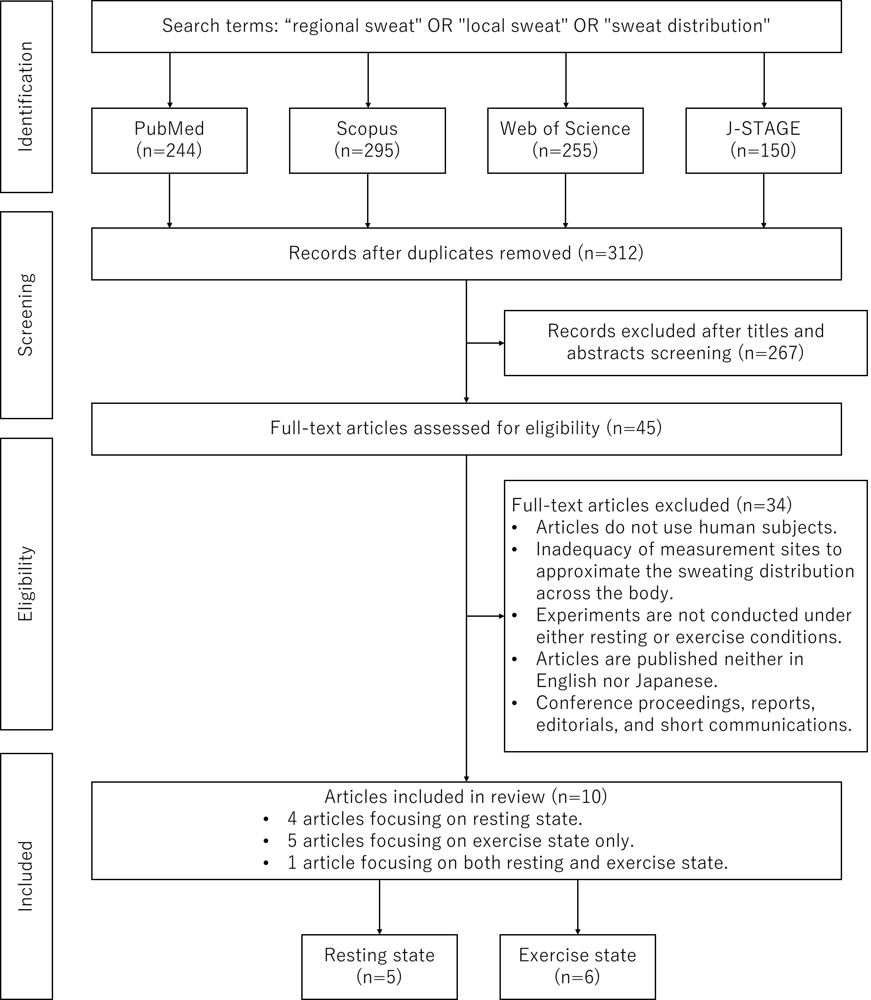 Identification
Search terms: “regional sweat" OR "local sweat" OR "sweat distribution"
PubMed
(n=244)
Scopus
(n=295)
Web of Science
(n=255)
J-STAGE
(n=150)
Screening
Records after duplicates removed (n=312)
Records excluded after titles and
abstracts screening (n=267)
Full-text articles assessed for eligibility (n=45)
Eligibility
Full-text articles excluded (n=34)
• Articles do not use human subjects.
• Inadequacy of measurement sites to
approximate the sweating distribution
across the body.
• Experiments are not conducted under
either resting or exercise conditions.
• Articles are published neither in
English nor Japanese.
• Conference proceedings, reports,
editorials, and short communications.
Included
Articles included in review (n=10)
• 4 articles focusing on resting state.
• 5 articles focusing on exercise state only.
• 1 article focusing on both resting and exercise state.
Resting state
(n=5)
Exercise state
(n=6)